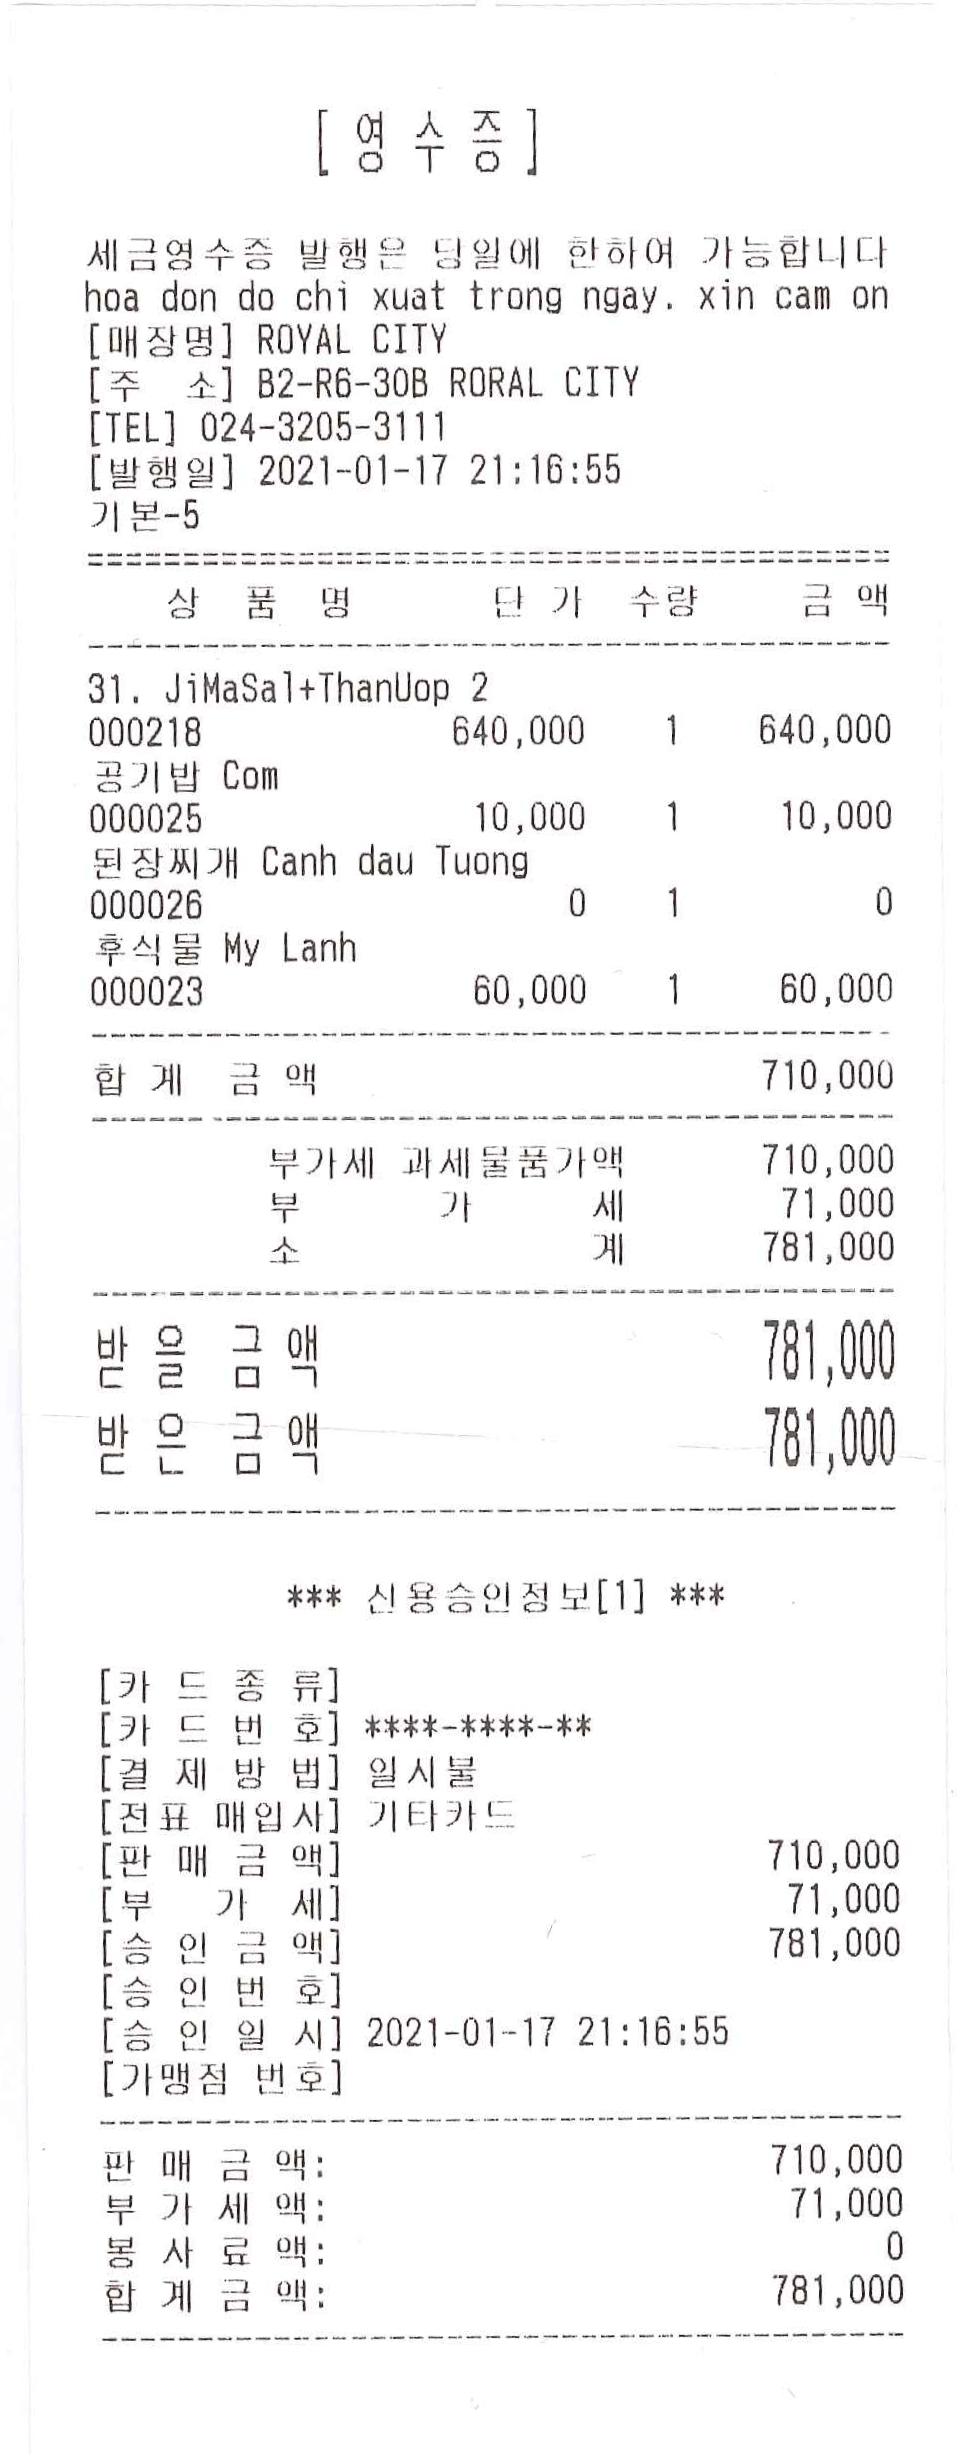 [ 영 수 증 ]
세금영수증 발행은 당일에 한하여 가능합니다
hoa don do chi xuat trong ngay. xin cam on
[매장명] ROYAL CITY
[주 소] B2-R6-30B RORAL CITY
[TEL] 024-3205-3111
[발행일] 2021-01-17 21:16:55
기본-5
상 품 명 단 가 수량 금 액
31. JiMaSal+ThanUop 2
000218 640,000 1 640,000
공기밥 Com
000025 10,000 1 10,000
된장찌개 Canh dau Tuong
000026 0 1 0
후식물 My Lanh
000023 60,000 1 60,000
합 계 금 액 710,000
부가세 과세물품가액 710,000
부 가 세 71,000
소 계 781,000
받 을 금 액 781,000
받 은 금 액 781,000
*** 신용승인정보[1] ***
[카 드 종 류]
[카 드 번 호] ****-****-**
[결 제 방 법] 일시불
[전표 매입사] 기타카드
[판 매 금 액] 710,000
[부 가 세] 71,000
[승 인 금 액] 781,000
[승 인 번 호]
[승 인 일 시] 2021-01-17 21:16:55
[가맹점 번호]
판 매 금 액: 710,000
부 가 세 액: 71,000
봉 사 료 액: 0
합 계 금 액: 781,000